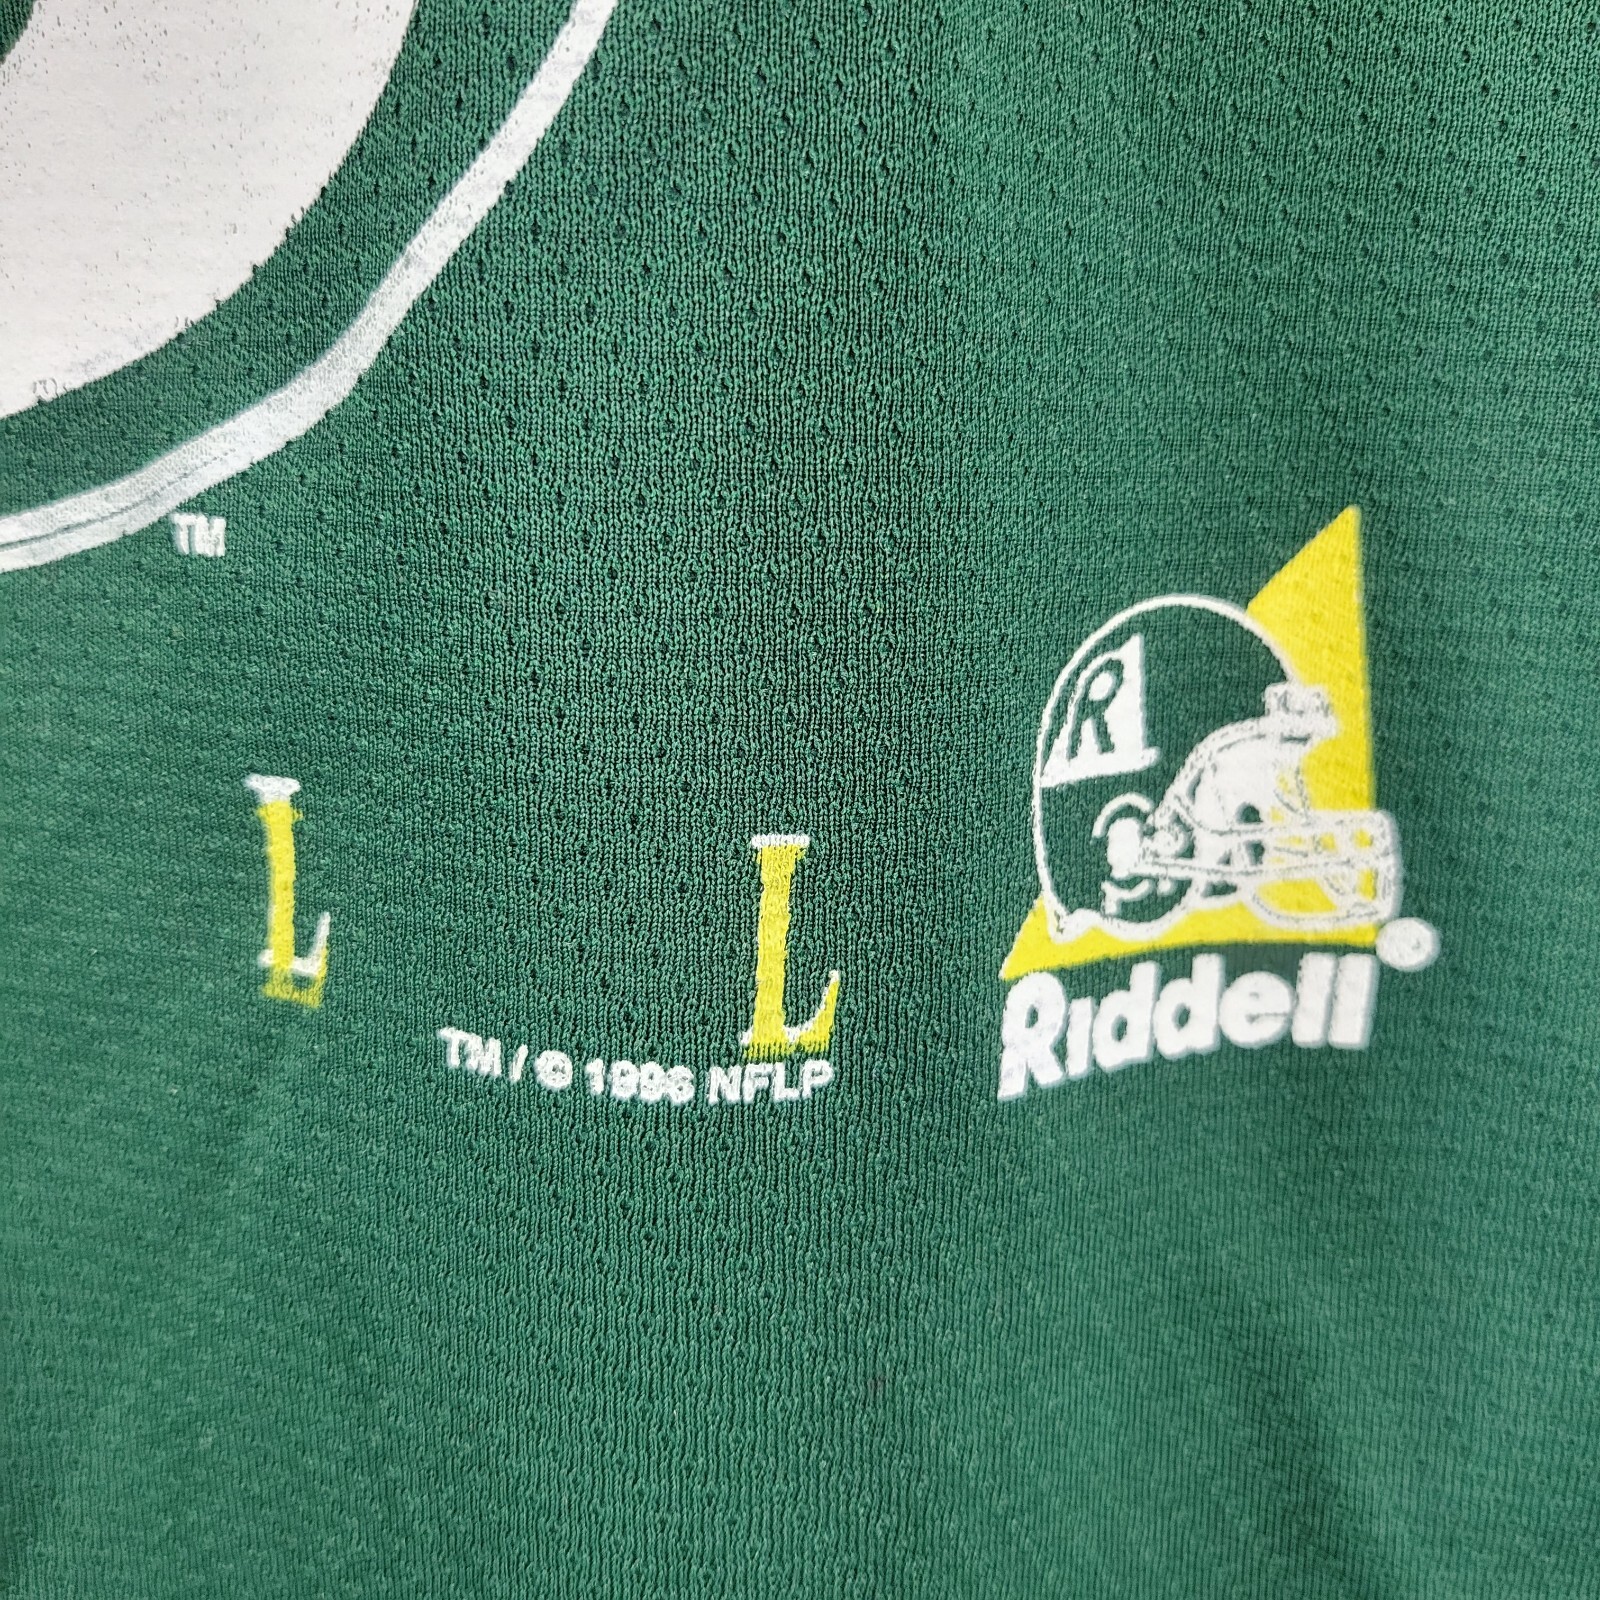 TM
R
L L
TM / © 1996 NFLP
Riddell